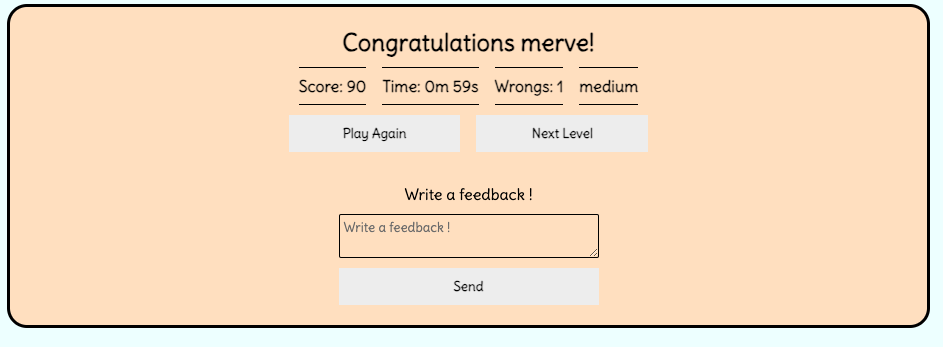 Congratulations merve!
Score: 90 Time: 0m 59s Wrongs: 1 medium
Play Again Next Level
Write a feedback !
Write a feedback !
Send